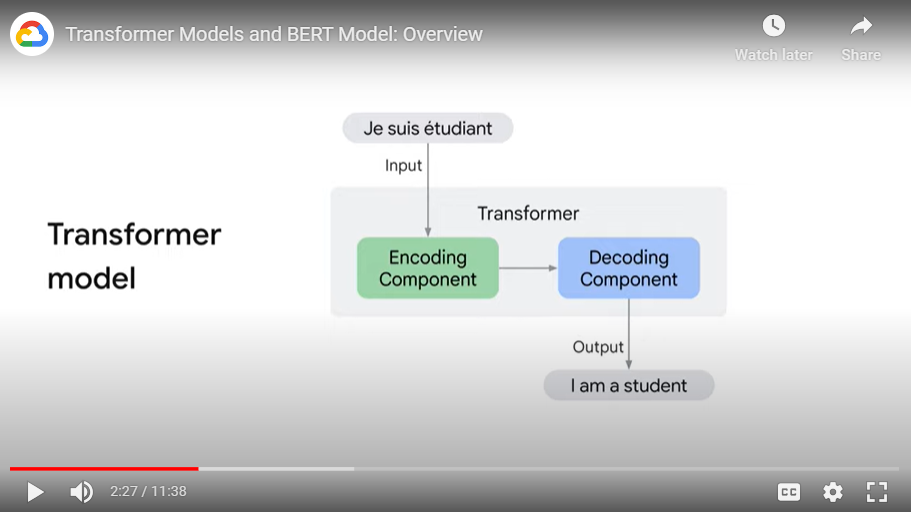 Transformer Models and BERT Model: Overview
Watch later
Share
Je suis étudiant
Input
Transformer
model
Transformer
Encoding
Component
Decoding
Component
Output
I am a student
2:27 / 11:38
CC